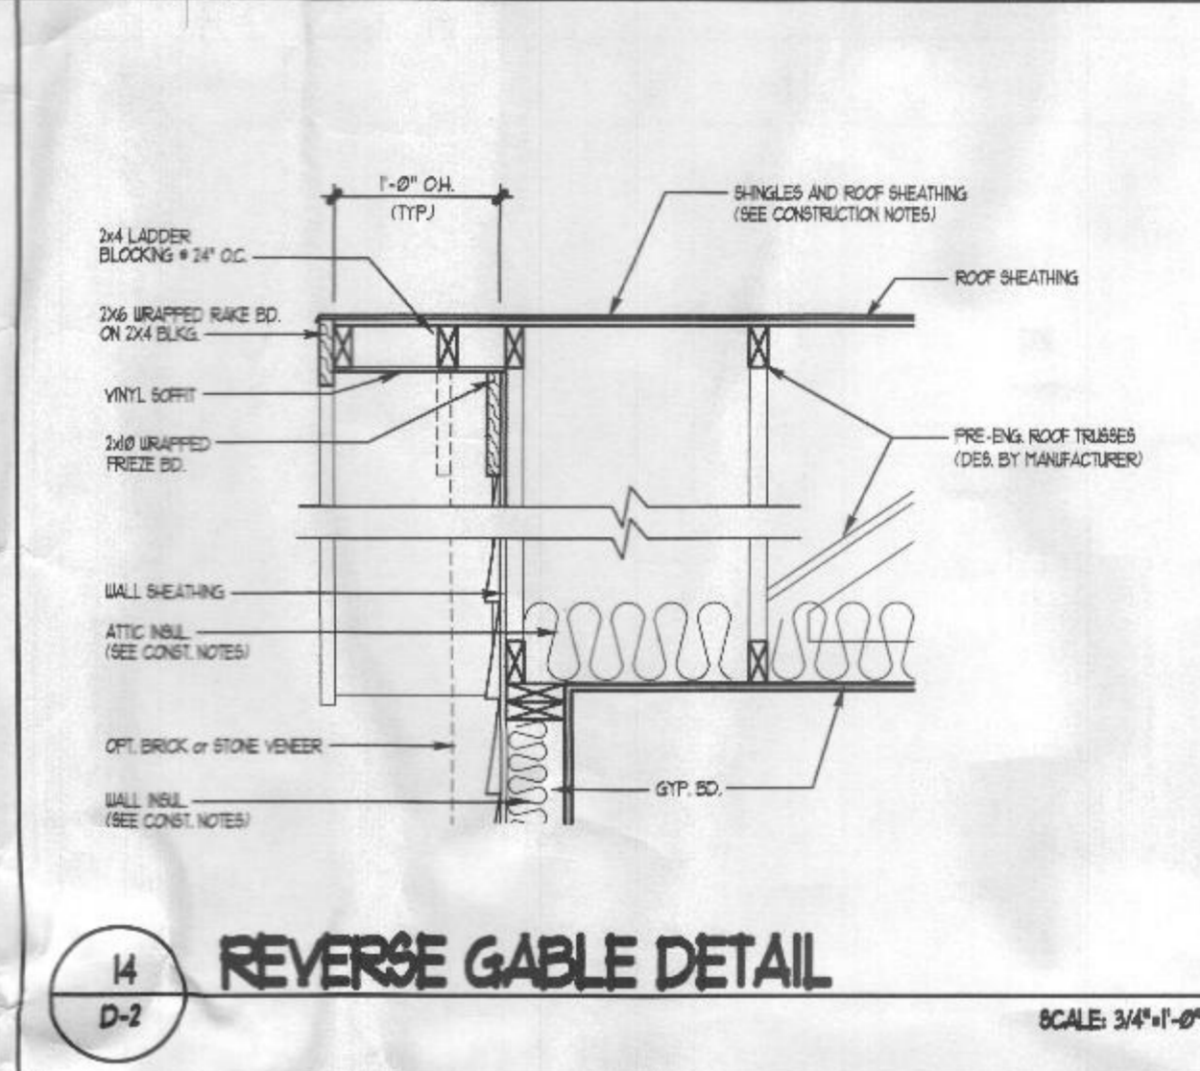 1'-0" O.H.
(TYP.)
SHINGLES AND ROOF SHEATHING
(SEE CONSTRUCTION NOTES)
2x4 LADDER
BLOCKING @ 24" O.C.
ROOF SHEATHING
2X6 WRAPPED RAKE BD.
ON 2X4 BLKG.
VINYL SOFFIT
2x10 WRAPPED
FRIEZE BD.
PRE-ENG. ROOF TRUSSES
(DES. BY MANUFACTURER)
WALL SHEATHING
ATTIC INSUL.
(SEE CONST. NOTES)
OPT. BRICK or STONE VENEER
WALL INSUL.
(SEE CONST. NOTES)
GYP. BD.
14
D-2
REVERSE GABLE DETAIL
SCALE: 3/4"=1'-0"